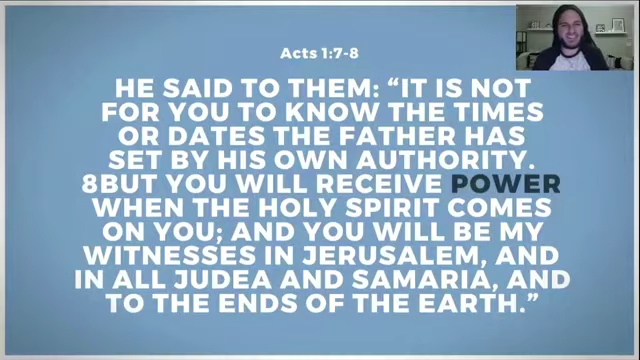 Acts 1:7-8
HE SAID TO THEM: “IT IS NOT
FOR YOU TO KNOW THE TIMES
OR DATES THE FATHER HAS
SET BY HIS OWN AUTHORITY.
8BUT YOU WILL RECEIVE POWER
WHEN THE HOLY SPIRIT COMES
ON YOU; AND YOU WILL BE MY
WITNESSES IN JERUSALEM, AND
IN ALL JUDEA AND SAMARIA, AND
TO THE ENDS OF THE EARTH.”